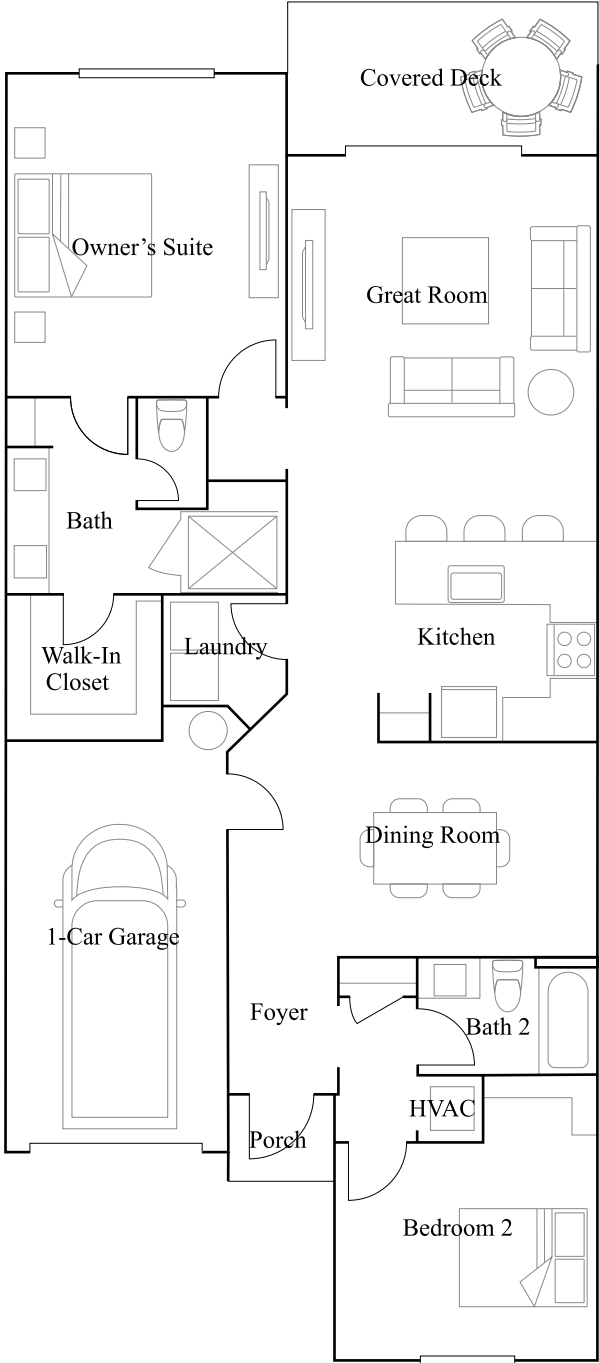 Covered Deck
Owner's Suite
Great Room
Bath
Kitchen
Laundry
Walk-In
Closet
Dining Room
1-Car Garage
Foyer
Bath 2
HVAC
Porch
Bedroom 2